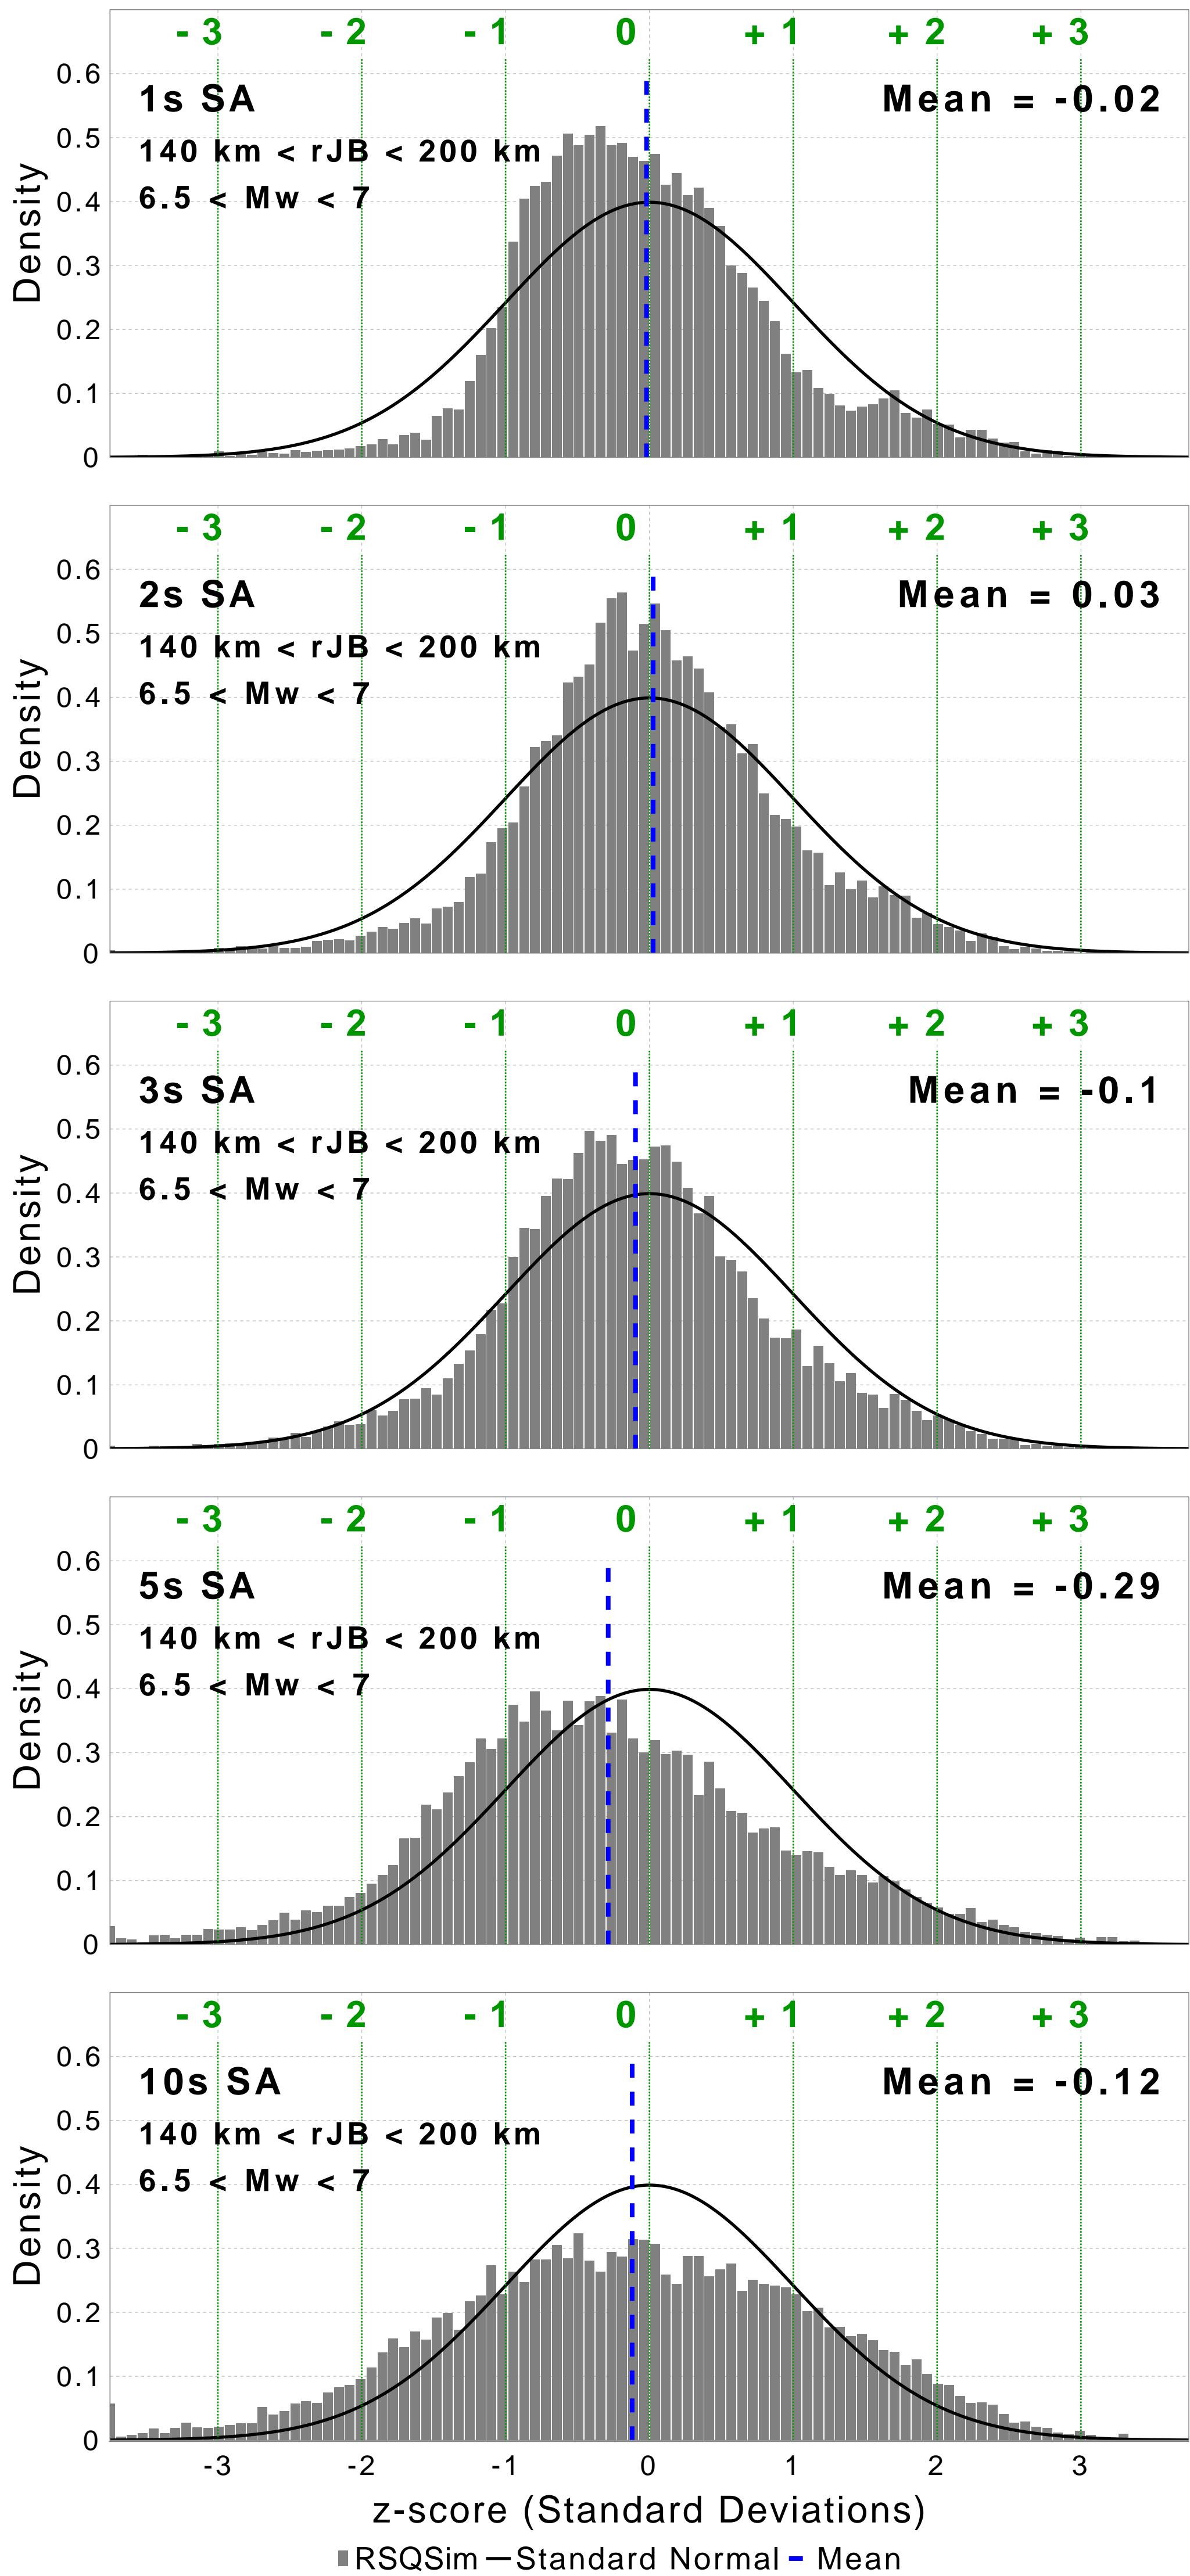 - 3 - 2 - 1 0 + 1 + 2 + 3
0.6
1s SA Mean = -0.02
0.5
140 km < rJB < 200 km
6.5 < Mw < 7
0.4
Density
0.3
0.2
0.1
0
- 3 - 2 - 1 0 + 1 + 2 + 3
0.6
2s SA Mean = 0.03
0.5
140 km < rJB < 200 km
6.5 < Mw < 7
0.4
Density
0.3
0.2
0.1
0
- 3 - 2 - 1 0 + 1 + 2 + 3
0.6
3s SA Mean = -0.1
0.5
140 km < rJB < 200 km
6.5 < Mw < 7
0.4
Density
0.3
0.2
0.1
0
- 3 - 2 - 1 0 + 1 + 2 + 3
0.6
5s SA Mean = -0.29
0.5
140 km < rJB < 200 km
6.5 < Mw < 7
0.4
Density
0.3
0.2
0.1
0
- 3 - 2 - 1 0 + 1 + 2 + 3
0.6
10s SA Mean = -0.12
0.5
140 km < rJB < 200 km
6.5 < Mw < 7
0.4
Density
0.3
0.2
0.1
0
-3 -2 -1 0 1 2 3
z-score (Standard Deviations)
RSQSim Standard Normal Mean